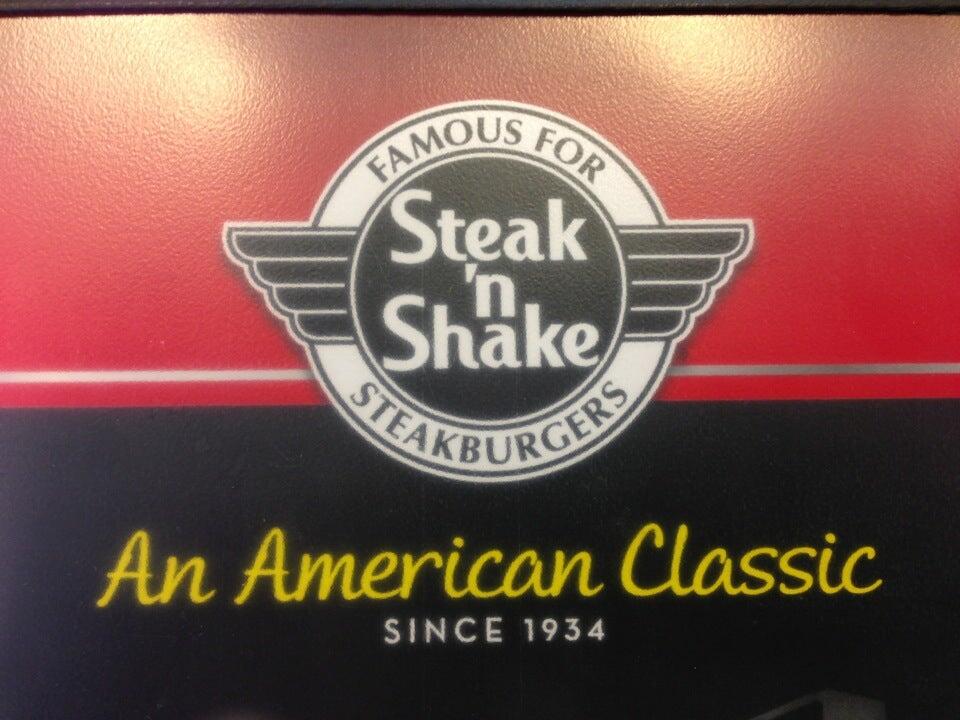 FAMOUS FOR
Steak
'n
Shake
STEAKBURGERS
An American Classic
SINCE 1934